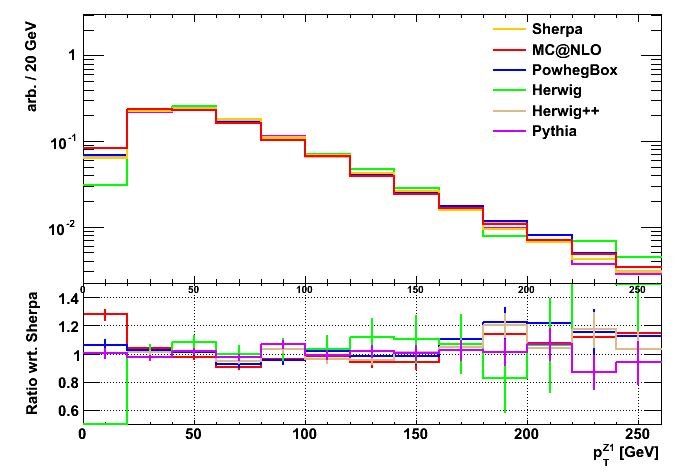 arb. / 20 GeV
1
10^-1
10^-2
Sherpa
MC@NLO
PowhegBox
Herwig
Herwig++
Pythia
0 50 100 150 200 250
Ratio wrt. Sherpa
1.4
1.2
1
0.8
0.6
0 50 100 150 200 250
p_T^Z1 [GeV]